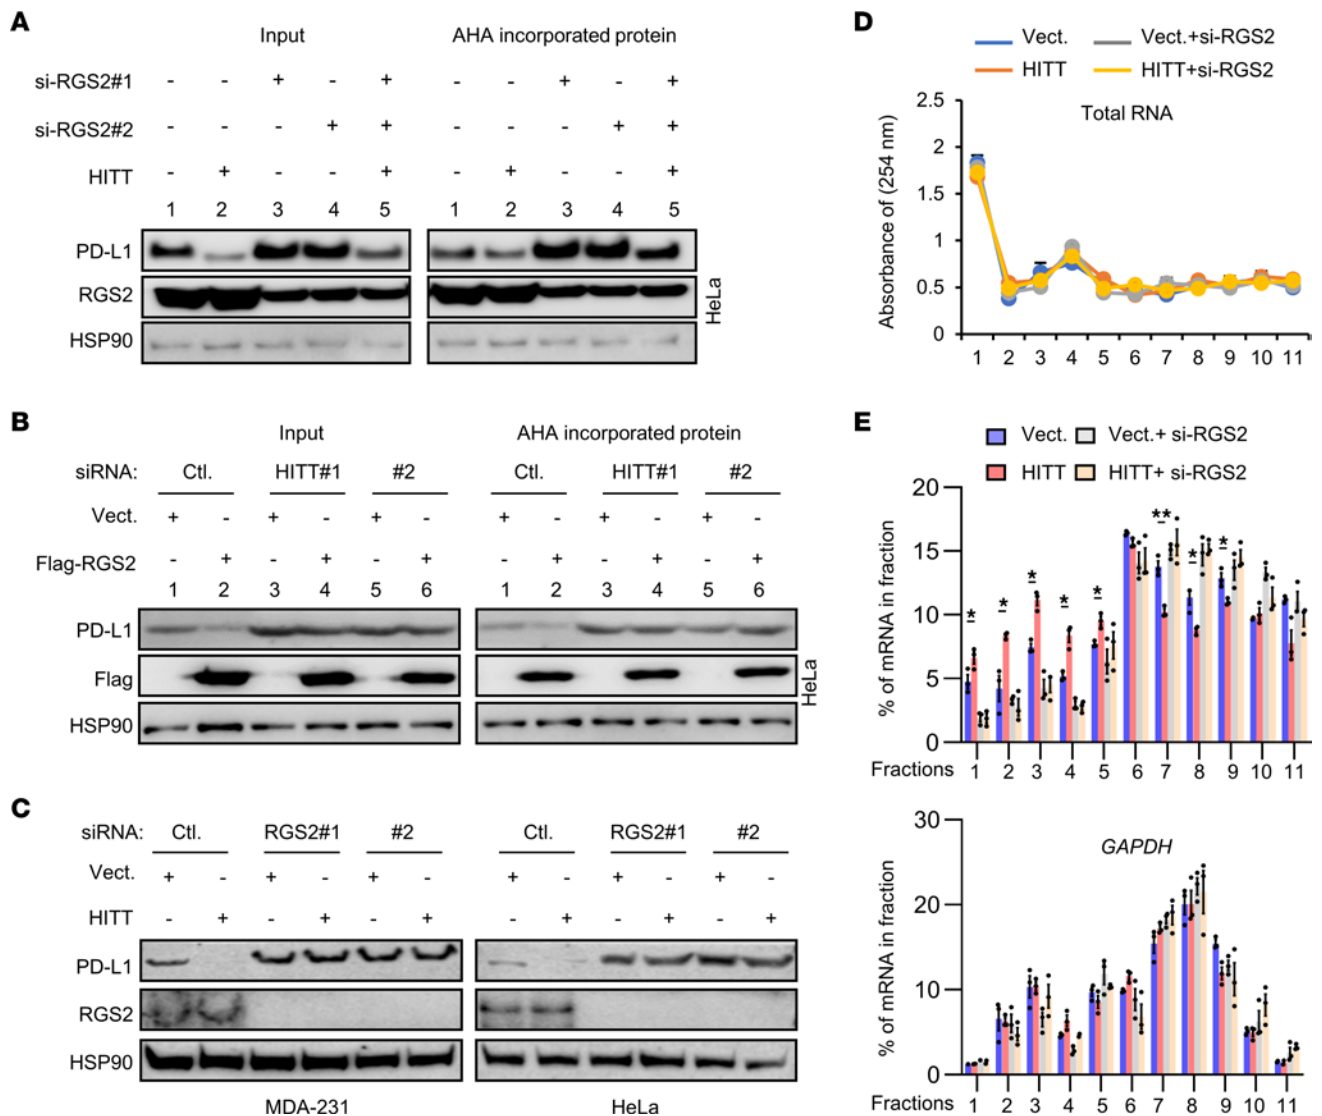 A
Input
AHA incorporated protein
si-RGS2#1 - - + - + - - + - +
si-RGS2#2 - - - + + - - - + +
HITT - + - - + - + - - +
1 2 3 4 5 1 2 3 4 5
PD-L1
RGS2
HSP90
HeLa
B
Input
AHA incorporated protein
siRNA: Ctl. HITT#1 #2 Ctl. HITT#1 #2
Vect. + - + - + - + - + - + -
Flag-RGS2 - + - + - + - + - + - +
1 2 3 4 5 6 1 2 3 4 5 6
PD-L1
Flag
HSP90
HeLa
C
siRNA: Ctl. RGS2#1 #2 Ctl. RGS2#1 #2
Vect. + - + - + - + - + - + -
HITT - + - + - + - + - + - +
PD-L1
RGS2
HSP90
MDA-231 HeLa
D
Vect. Vect.+si-RGS2
HITT HITT+si-RGS2
Total RNA
Absorbance of (254 nm)
2.5
2
1.5
1
0.5
0
1 2 3 4 5 6 7 8 9 10 11
E
Vect. Vect.+ si-RGS2
HITT HITT+ si-RGS2
% of mRNA in fraction
20
15
10
5
0
* * * * * ** * *
Fractions 1 2 3 4 5 6 7 8 9 10 11
GAPDH
% of mRNA in fraction
30
20
10
0
Fractions 1 2 3 4 5 6 7 8 9 10 11